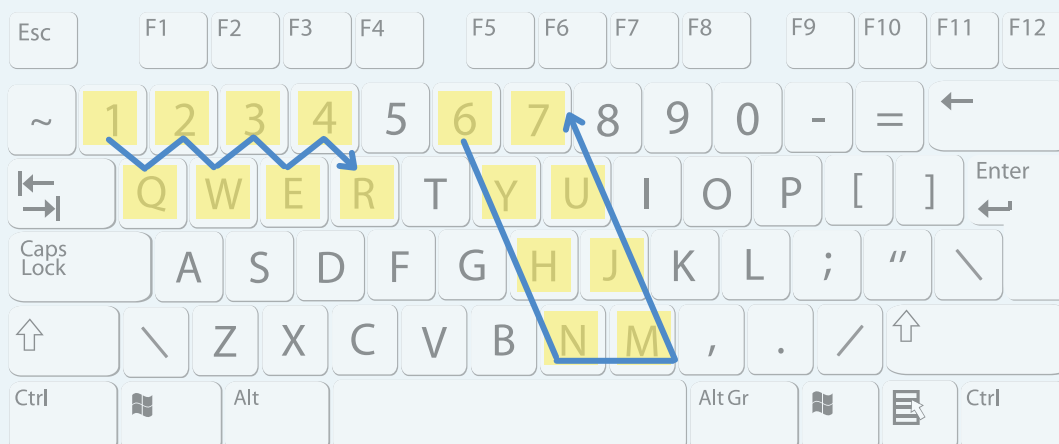 Esc F1 F2 F3 F4 F5 F6 F7 F8 F9 F10 F11 F12
~ 1 2 3 4 5 6 7 8 9 0 - =
Q W E R T Y U I O P [ ] Enter
Caps Lock A S D F G H J K L ; " \
\ Z X C V B N M , . /
Ctrl Alt Alt Gr Ctrl